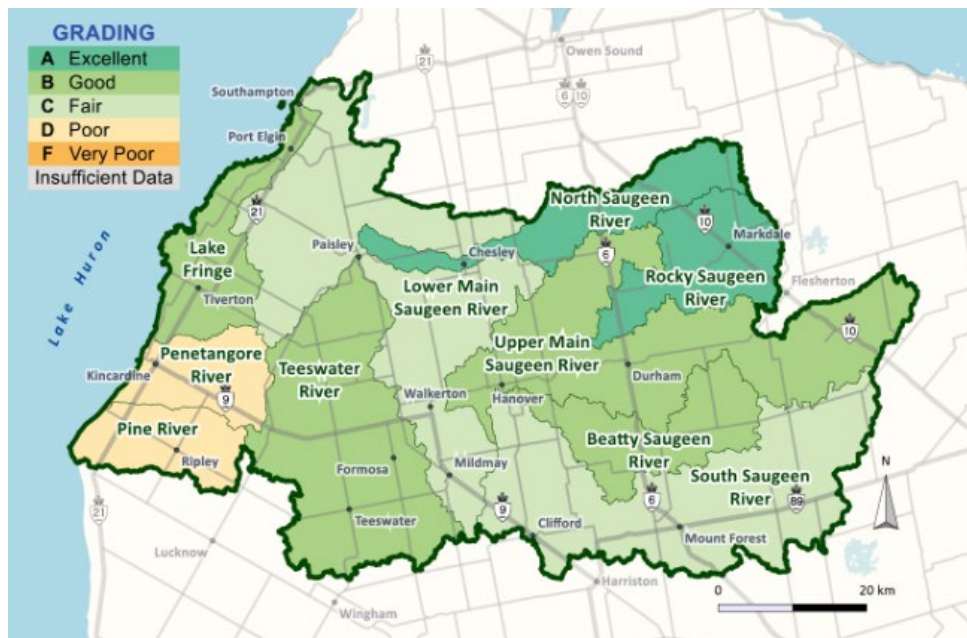 GRADING
A Excellent
B Good
C Fair
D Poor
F Very Poor
Insufficient Data
Owen Sound
21
6
10
Southampton
Port Elgin
21
North Saugeen
River
10
Markdale
Paisley
Chesley
6
Lake
Fringe
Lower Main
Saugeen River
Rocky Saugeen
River
Flesherton
Lake Huron
Tiverton
10
Penetangore
River
Teeswater
River
Upper Main
Saugeen River
Kincardine
Durham
9
Walkerton
Hanover
Pine River
Beatty Saugeen
River
Ripley
Formosa
Mildmay
South Saugeen
River
N
6
89
21
9
Teeswater
Clifford
Mount Forest
Lucknow
Harriston
Wingham
0
20 km